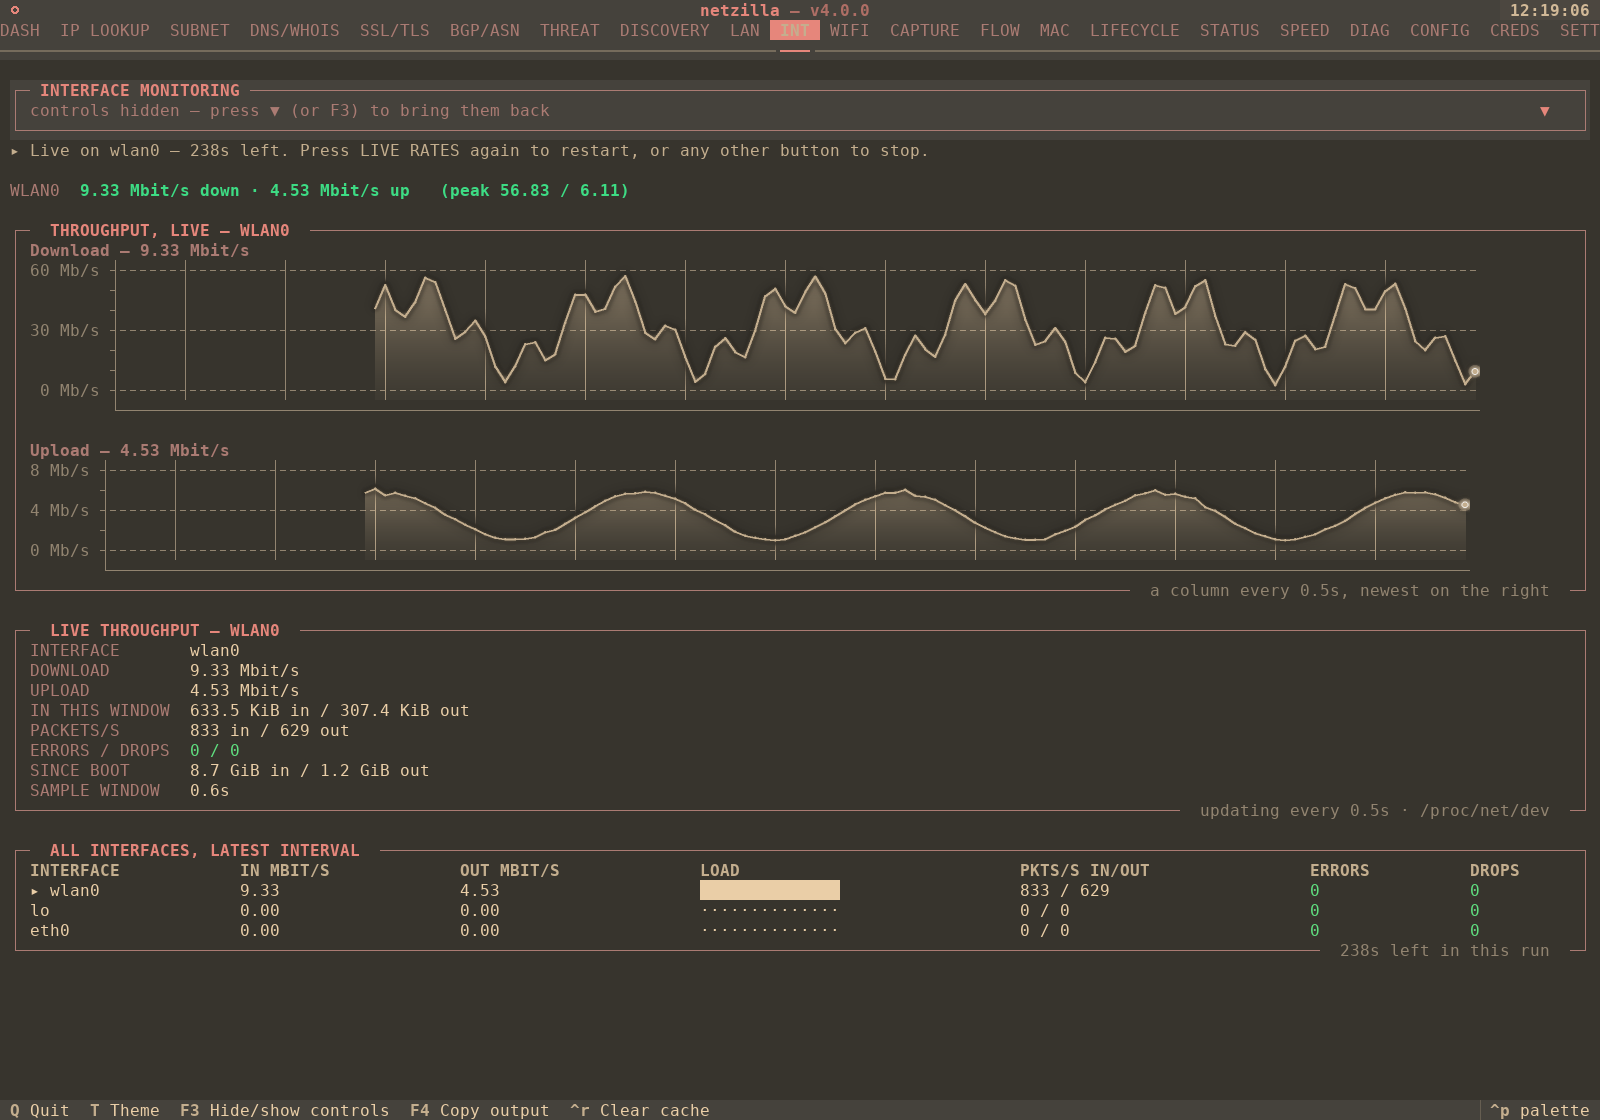 netzilla — v4.0.0 12:19:06
DASH IP LOOKUP SUBNET DNS/WHOIS SSL/TLS BGP/ASN THREAT DISCOVERY LAN INT WIFI CAPTURE FLOW MAC LIFECYCLE STATUS SPEED DIAG CONFIG CREDS SETT
INTERFACE MONITORING
controls hidden — press ▼ (or F3) to bring them back ▼
▸ Live on wlan0 — 238s left. Press LIVE RATES again to restart, or any other button to stop.
WLAN0 9.33 Mbit/s down · 4.53 Mbit/s up (peak 56.83 / 6.11)
THROUGHPUT, LIVE — WLAN0
Download — 9.33 Mbit/s
60 Mb/s
30 Mb/s
0 Mb/s
Upload — 4.53 Mbit/s
8 Mb/s
4 Mb/s
0 Mb/s
a column every 0.5s, newest on the right
LIVE THROUGHPUT — WLAN0
INTERFACE wlan0
DOWNLOAD 9.33 Mbit/s
UPLOAD 4.53 Mbit/s
IN THIS WINDOW 633.5 KiB in / 307.4 KiB out
PACKETS/S 833 in / 629 out
ERRORS / DROPS 0 / 0
SINCE BOOT 8.7 GiB in / 1.2 GiB out
SAMPLE WINDOW 0.6s
updating every 0.5s · /proc/net/dev
ALL INTERFACES, LATEST INTERVAL
INTERFACE IN MBIT/S OUT MBIT/S LOAD PKTS/S IN/OUT ERRORS DROPS
▸ wlan0 9.33 4.53 833 / 629 0 0
lo 0.00 0.00 ·············· 0 / 0 0 0
eth0 0.00 0.00 ·············· 0 / 0 0 0
238s left in this run
Q Quit T Theme F3 Hide/show controls F4 Copy output ^r Clear cache ^p palette